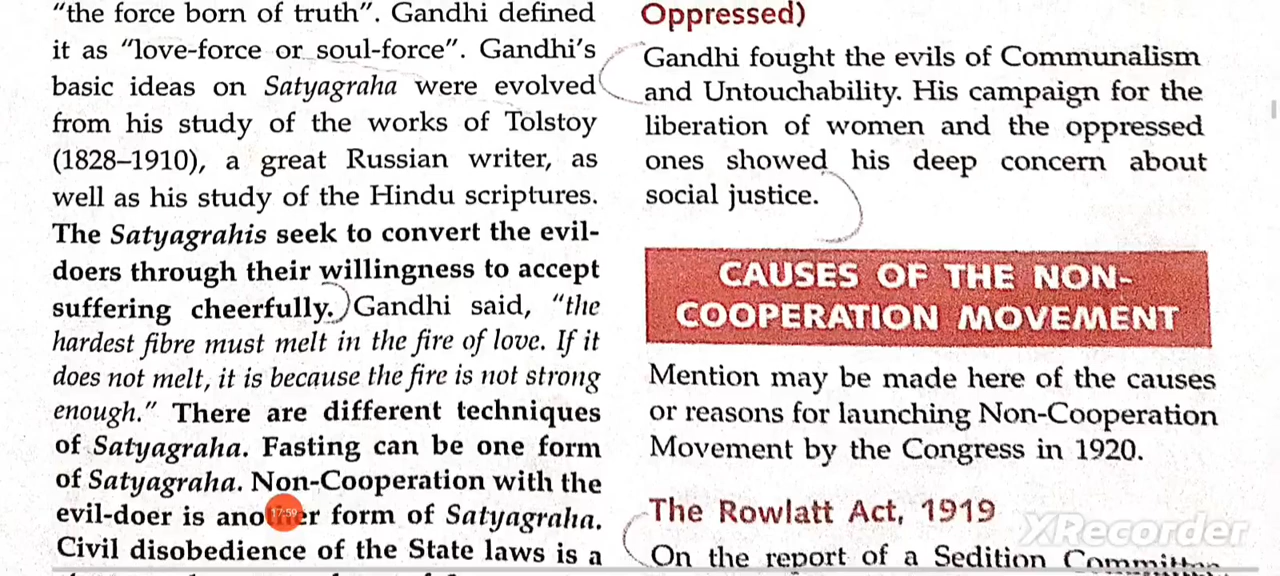 "the force born of truth". Gandhi defined
it as "love-force or soul-force". Gandhi's
basic ideas on Satyagraha were evolved
from his study of the works of Tolstoy
(1828–1910), a great Russian writer, as
well as his study of the Hindu scriptures.
The Satyagrahis seek to convert the evil-
doers through their willingness to accept
suffering cheerfully. Gandhi said, "the
hardest fibre must melt in the fire of love. If it
does not melt, it is because the fire is not strong
enough." There are different techniques
of Satyagraha. Fasting can be one form
of Satyagraha. Non-Cooperation with the
evil-doer is another form of Satyagraha.
Civil disobedience of the State laws is a
17:59
Oppressed)
Gandhi fought the evils of Communalism
and Untouchability. His campaign for the
liberation of women and the oppressed
ones showed his deep concern about
social justice.
CAUSES OF THE NON-
COOPERATION MOVEMENT
Mention may be made here of the causes
or reasons for launching Non-Cooperation
Movement by the Congress in 1920.
The Rowlatt Act, 1919
On the report of a Sedition Committee
XRecorder